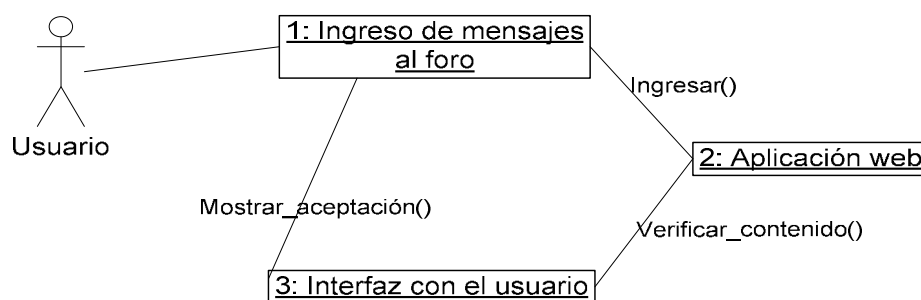 1: Ingreso de mensajes
al foro
Ingresar()
Usuario
2: Aplicación web
Mostrar_aceptación()
Verificar_contenido()
3: Interfaz con el usuario